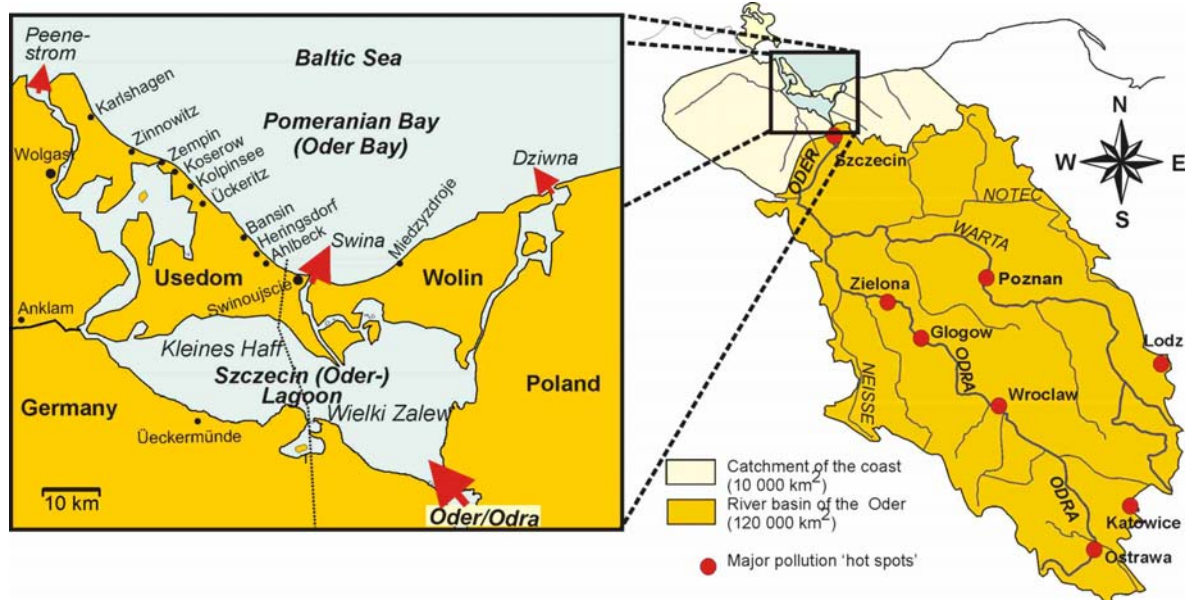 Peene-
strom
Baltic Sea
Karlshagen
Pomeranian Bay
(Oder Bay)
Zinnowitz
Zempin
Koserow
Kolpinsee
Ückeritz
Wolgast
Dziwna
Bansin
Heringsdorf
Ahlbeck
Swina
Miedzyzdroje
Usedom
Wolin
Swinoujscie
Anklam
Kleines Haff
Szczecin (Oder-)
Lagoon
Wielki Zalew
Poland
Germany
Üeckermünde
10 km
Oder/Odra
N
W
E
S
ODER
Szczecin
NOTEC
WARTA
Zielona
Poznan
Glogow
Lodz
ODRA
NEISSE
Wroclaw
ODRA
Katowice
Ostrawa
Catchment of the coast
(10 000 km2)
River basin of the Oder
(120 000 km2)
Major pollution ‘hot spots’